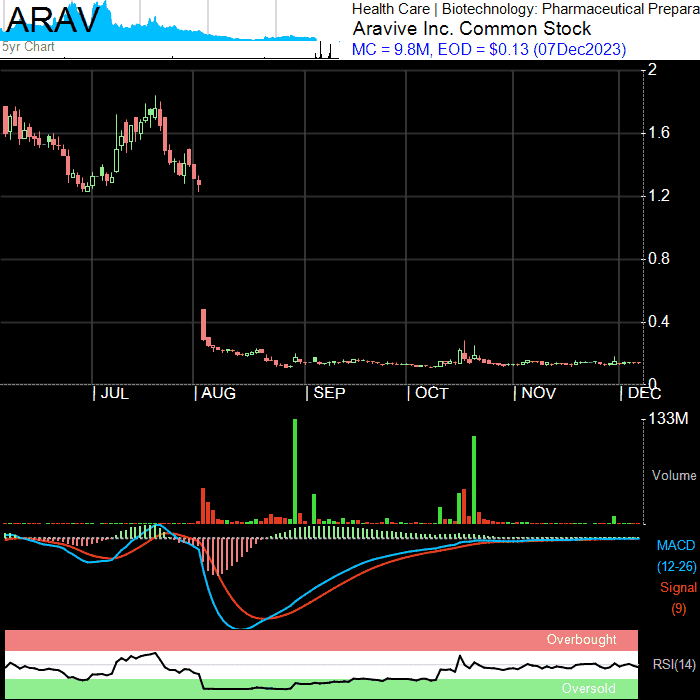 ARAV
5yr Chart
Health Care | Biotechnology: Pharmaceutical Prepara
Aravive Inc. Common Stock
MC = 9.8M, EOD = $0.13 (07Dec2023)
2
1.6
1.2
0.8
0.4
0
JUL AUG SEP OCT NOV DEC
133M
Volume
MACD
(12-26)
Signal
(9)
Overbought
RSI(14)
Oversold